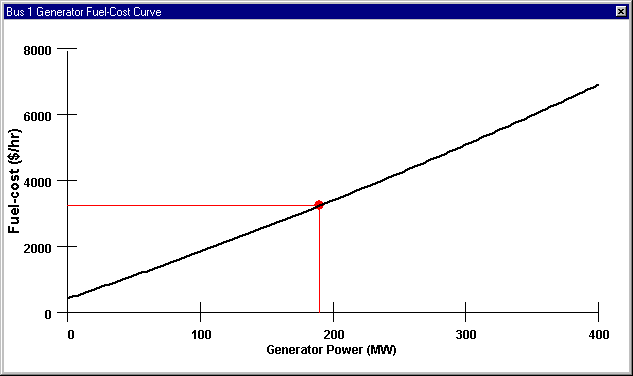 Bus 1 Generator Fuel-Cost Curve
8000
6000
4000
2000
0
Fuel-cost ($/hr)
0 100 200 300 400
Generator Power (MW)